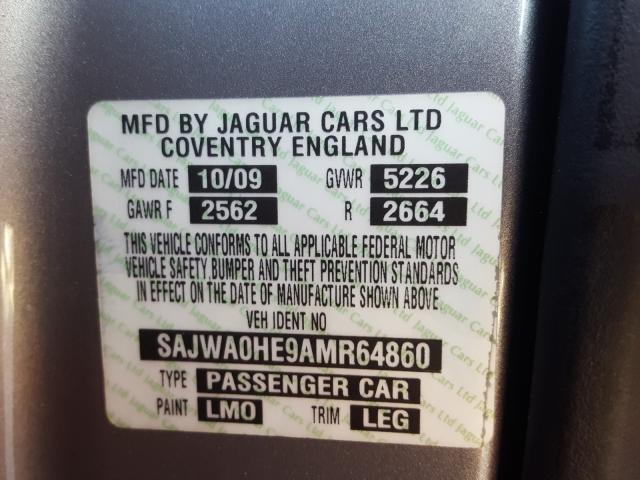 MFD BY JAGUAR CARS LTD
COVENTRY ENGLAND
MFD DATE 10/09 GVWR 5226
GAWR F 2562 R 2664
THIS VEHICLE CONFORMS TO ALL APPLICABLE FEDERAL MOTOR
VEHICLE SAFETY BUMPER AND THEFT PREVENTION STANDARDS
IN EFFECT ON THE DATE OF MANUFACTURE SHOWN ABOVE.
VEH IDENT NO
SAJWA0HE9AMR64860
TYPE PASSENGER CAR
PAINT LMO TRIM LEG